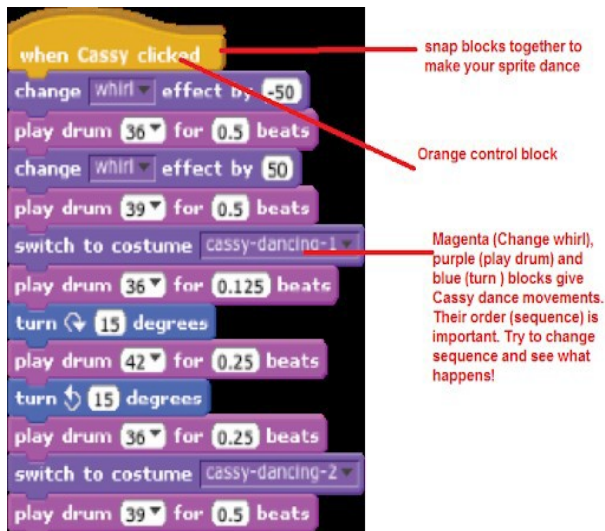 when Cassy clicked
change whirl effect by -50
play drum 36 for 0.5 beats
change whirl effect by 50
play drum 39 for 0.5 beats
switch to costume cassy-dancing-1
play drum 36 for 0.125 beats
turn 15 degrees
play drum 42 for 0.25 beats
turn 15 degrees
play drum 36 for 0.25 beats
switch to costume cassy-dancing-2
play drum 39 for 0.5 beats
snap blocks together to
make your sprite dance
Orange control block
Magenta (Change whirl),
purple (play drum) and
blue (turn ) blocks give
Cassy dance movements.
Their order (sequence) is
important. Try to change
sequence and see what
happens!